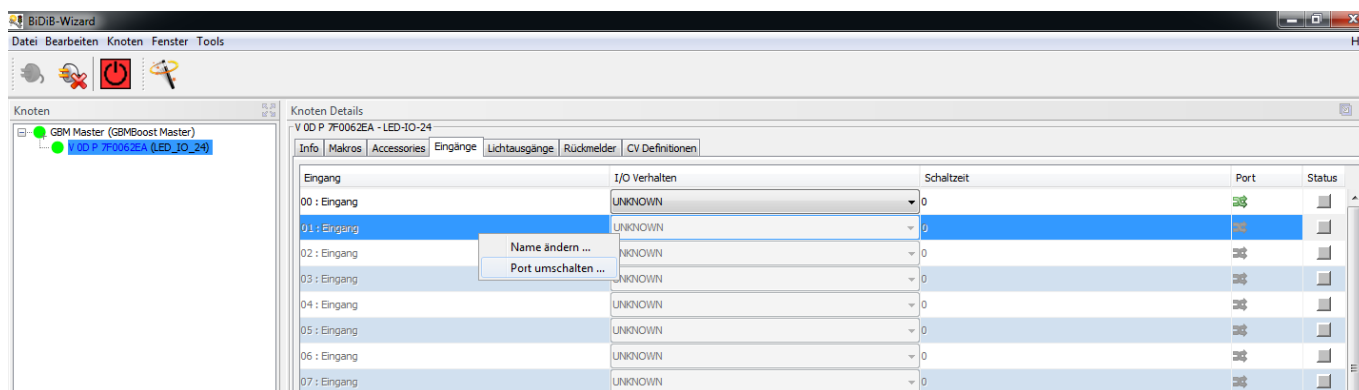 BiDiB-Wizard
Datei Bearbeiten Knoten Fenster Tools H
Knoten
GBM Master (GBMBoost Master)
V 0D P 7F0062EA (LED_IO_24)
Knoten Details
V 0D P 7F0062EA - LED-IO-24
Info Makros Accessories Eingänge Lichtausgänge Rückmelder CV Definitionen
Eingang I/O Verhalten Schaltzeit Port Status
00 : Eingang UNKNOWN 0
01 : Eingang UNKNOWN 0
Name ändern ...
02 : Eingang NKNOWN 0
Port umschalten ...
03 : Eingang UNKNOWN 0
04 : Eingang UNKNOWN 0
05 : Eingang UNKNOWN 0
06 : Eingang UNKNOWN 0
07 : Eingang UNKNOWN 0